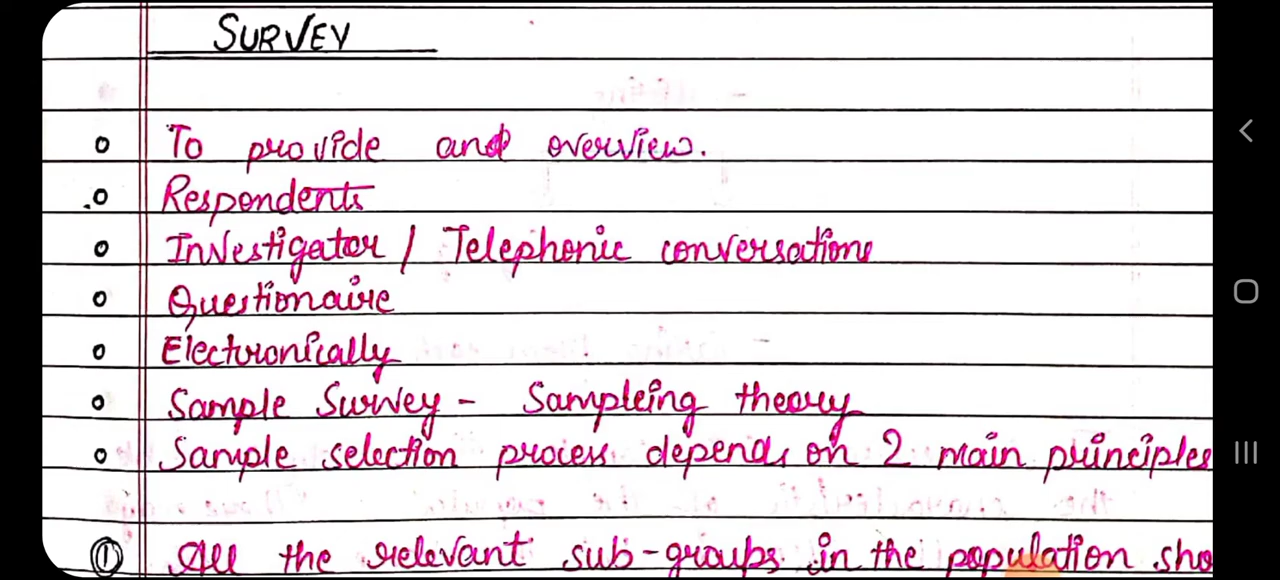 SURVEY
To provide and overview.
Respondents
Investigator / Telephonic conversations
Questionaire
Electronically
Sample Survey - Sampleing theory
Sample selection process depends on 2 main principles
① All the relevant sub-groups in the population sho